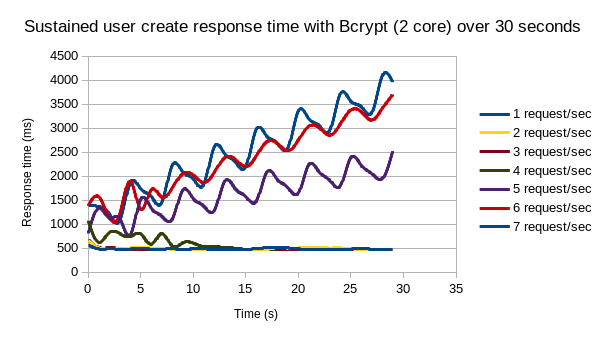 Sustained user create response time with Bcrypt (2 core) over 30 seconds
4500
4000
3500
3000
2500
2000
1500
1000
500
0
Response time (ms)
0 5 10 15 20 25 30 35
Time (s)
1 request/sec
2 request/sec
3 request/sec
4 request/sec
5 request/sec
6 request/sec
7 request/sec